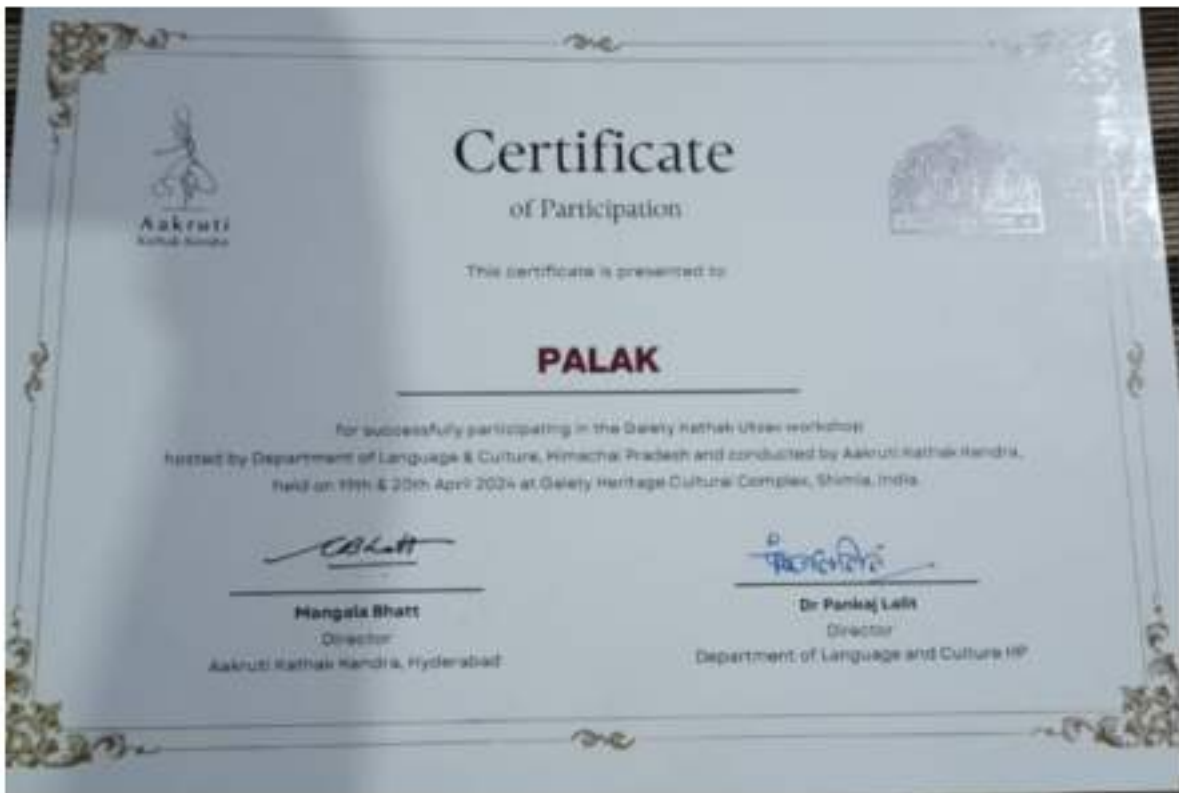 Certificate
of Participation
Aakruti
Kathak Kendra
This certificate is presented to
PALAK
for successfully participating in the Gaiety Kathak Utsav workshop
hosted by Department of Language & Culture, Himachal Pradesh and conducted by Aakruti Kathak Kendra,
held on 19th & 20th April 2024 at Gaiety Heritage Cultural Complex, Shimla, India.
CBhatt
Mangala Bhatt
Director
Aakruti Kathak Kendra, Hyderabad
Dr Pankaj Lalit
Director
Department of Language and Culture HP